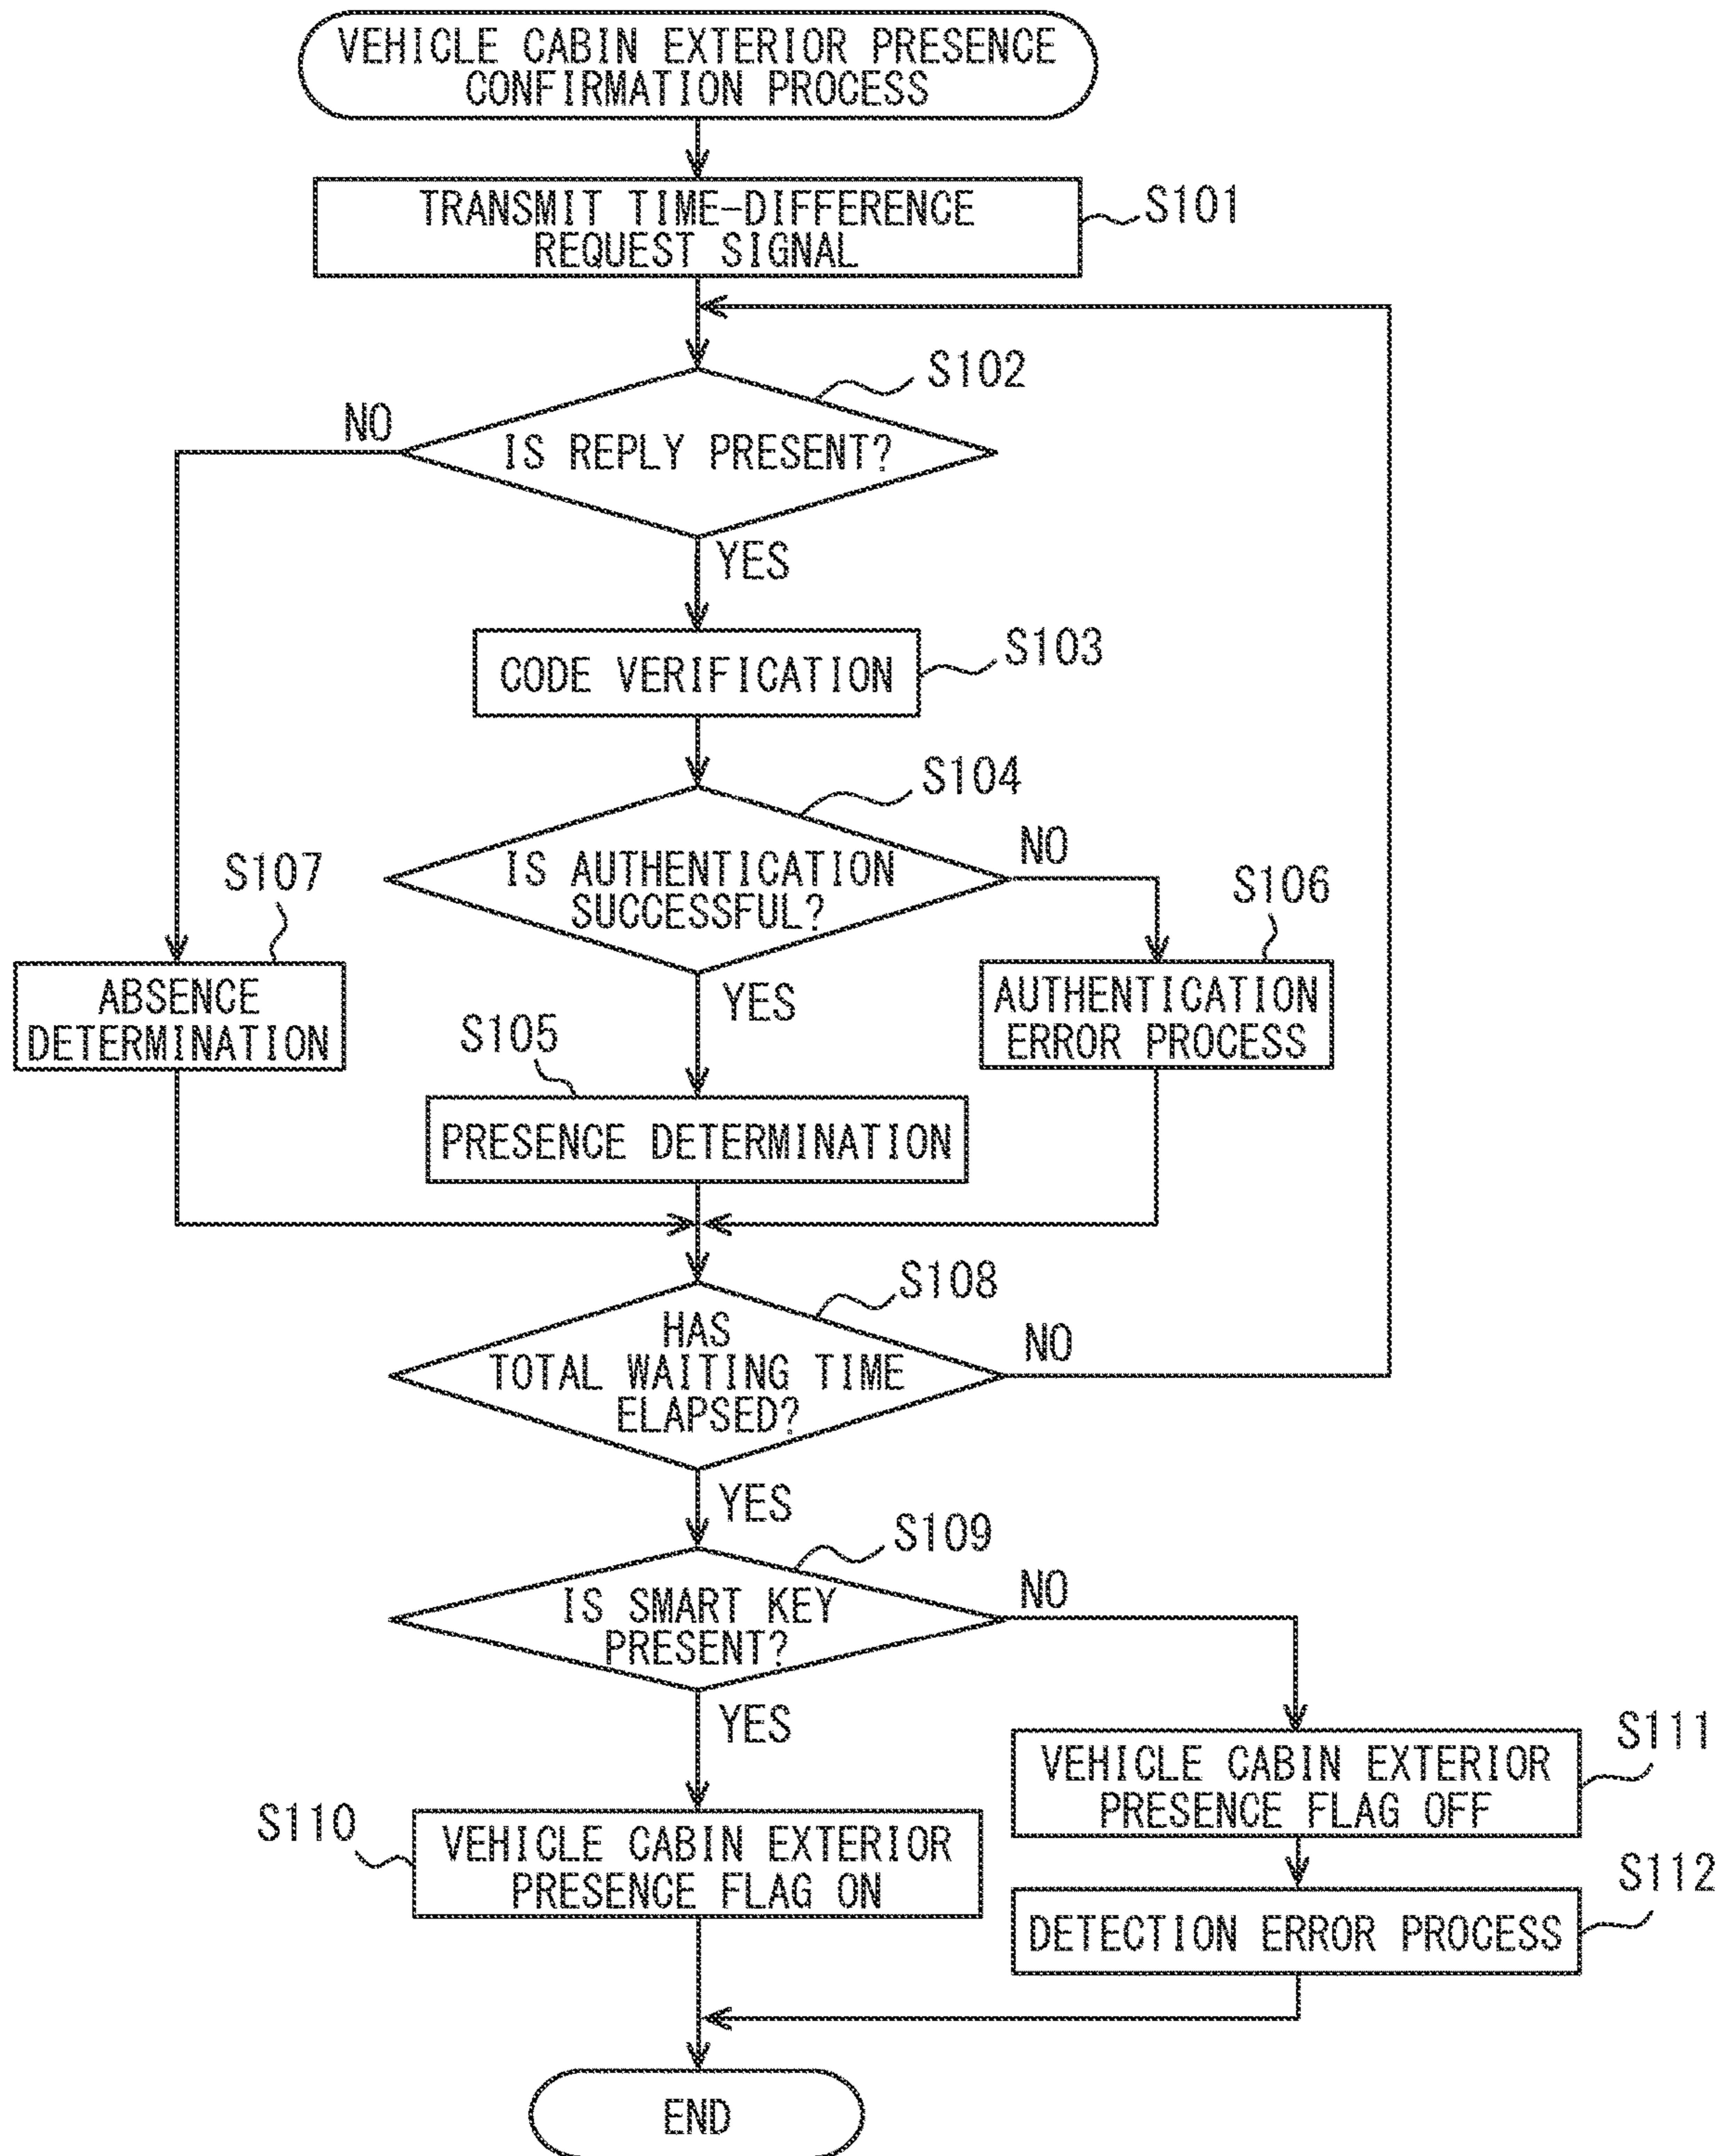 VEHICLE CABIN EXTERIOR PRESENCE
CONFIRMATION PROCESS
TRANSMIT TIME-DIFFERENCE
REQUEST SIGNAL
S101
S102
NO
IS REPLY PRESENT?
YES
CODE VERIFICATION
S103
S104
NO
IS AUTHENTICATION
SUCCESSFUL?
YES
S107
ABSENCE
DETERMINATION
S106
AUTHENTICATION
ERROR PROCESS
S105
PRESENCE DETERMINATION
S108
HAS
TOTAL WAITING TIME
ELAPSED?
NO
YES
S109
IS SMART KEY
PRESENT?
NO
YES
S111
VEHICLE CABIN EXTERIOR
PRESENCE FLAG OFF
S110
VEHICLE CABIN EXTERIOR
PRESENCE FLAG ON
S112
DETECTION ERROR PROCESS
END